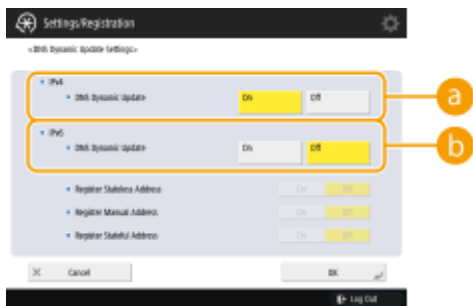 Settings/Registration
<DNS Dynamic Update Settings>
IPv4
DNS Dynamic Update On Off
a
IPv6
DNS Dynamic Update On Off
b
Register Stateless Address On Off
Register Manual Address On Off
Register Stateful Address On Off
Cancel OK
Log Out